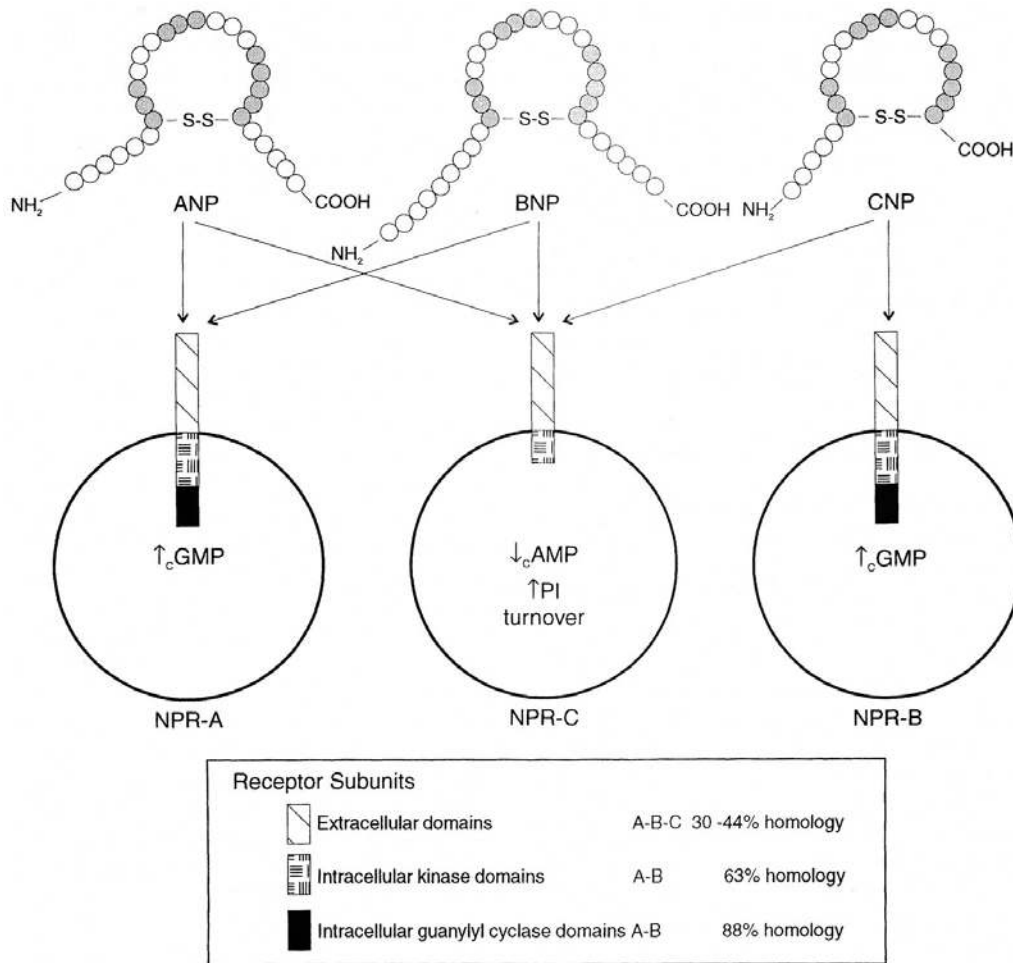 S-S
S-S
S-S
NH₂
COOH
NH₂
COOH
NH₂
COOH
ANP
BNP
CNP
↑cGMP
↓cAMP
↑PI
turnover
↑cGMP
NPR-A
NPR-C
NPR-B
Receptor Subunits
Extracellular domains A-B-C 30 -44% homology
Intracellular kinase domains A-B 63% homology
Intracellular guanylyl cyclase domains A-B 88% homology